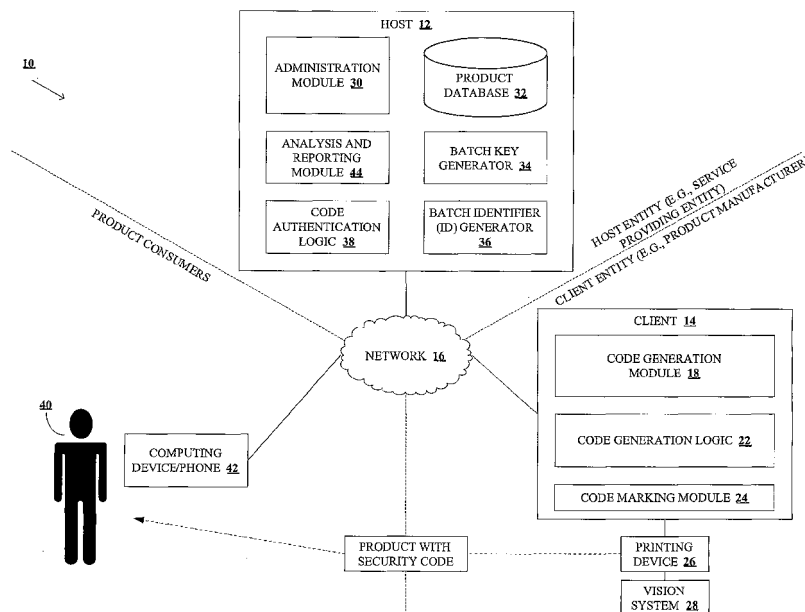 HOST 12
10
ADMINISTRATION
MODULE 30
PRODUCT
DATABASE 32
ANALYSIS AND
REPORTING
MODULE 44
BATCH KEY
GENERATOR 34
CODE
AUTHENTICATION
LOGIC 38
BATCH IDENTIFIER
(ID) GENERATOR
36
PRODUCT CONSUMERS
HOST ENTITY (E.G., SERVICE
PROVIDING ENTITY)
CLIENT ENTITY (E.G., PRODUCT MANUFACTURER)
NETWORK 16
CLIENT 14
CODE GENERATION
MODULE 18
CODE GENERATION LOGIC 22
CODE MARKING MODULE 24
40
COMPUTING
DEVICE/PHONE 42
PRODUCT WITH
SECURITY CODE
PRINTING
DEVICE 26
VISION
SYSTEM 28